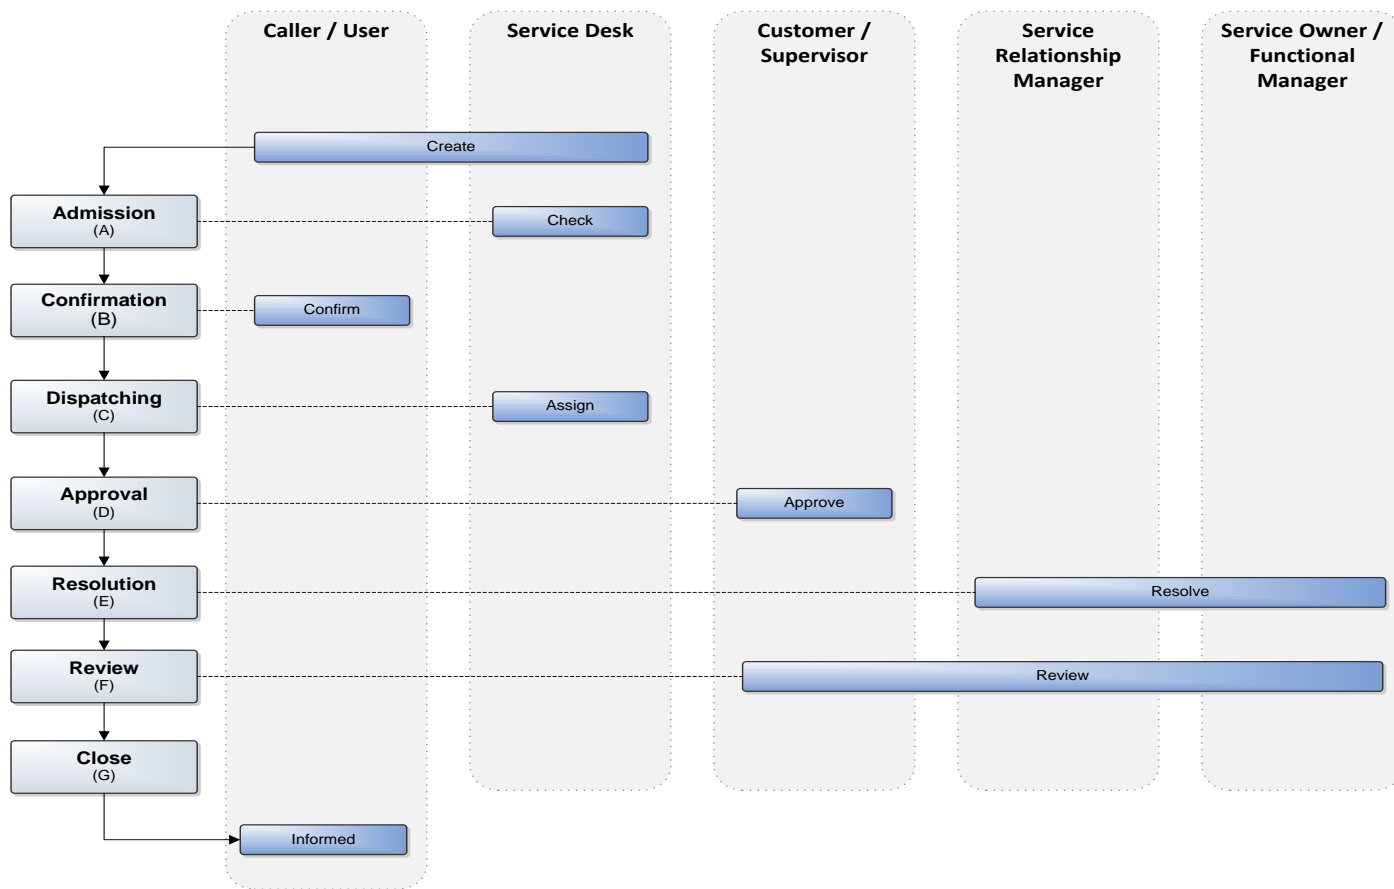 Caller / User
Service Desk
Customer /
Supervisor
Service
Relationship
Manager
Service Owner /
Functional
Manager
Create
Admission
(A)
Check
Confirmation
(B)
Confirm
Dispatching
(C)
Assign
Approval
(D)
Approve
Resolution
(E)
Resolve
Review
(F)
Review
Close
(G)
Informed